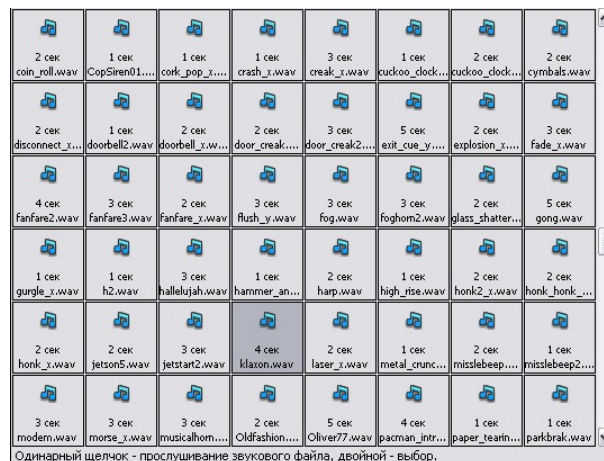 2 сек 1 сек 1 сек 1 сек 3 сек 1 сек 2 сек 2 сек
coin_roll.wav CopSiren01.... cork_pop_x.... crash_x.wav creak_x.wav cuckoo_clock... cuckoo_clock... cymbals.wav
2 сек 1 сек 2 сек 2 сек 3 сек 5 сек 2 сек 3 сек
disconnect_x... doorbell2.wav doorbell_x.w... door_creak.... door_creak2.... exit_cue_y.... explosion_x.... fade_x.wav
4 сек 3 сек 2 сек 3 сек 3 сек 3 сек 2 сек 5 сек
fanfare2.wav fanfare3.wav fanfare_x.wav flush_y.wav fog.wav foghorn2.wav glass_shatter... gong.wav
1 сек 1 сек 3 сек 1 сек 2 сек 1 сек 2 сек 2 сек
gurgle_x.wav h2.wav hallelujah.wav hammer_an... harp.wav high_rise.wav honk2_x.wav honk_honk_...
2 сек 2 сек 3 сек 4 сек 2 сек 1 сек 2 сек 1 сек
honk_x.wav jetson5.wav jetstart2.wav klaxon.wav laser_x.wav metal_crunc... misslebeep.... misslebeep2....
3 сек 3 сек 3 сек 2 сек 5 сек 4 сек 1 сек 1 сек
modem.wav morse_x.wav musicalhorn.... Oldfashion.... Oliver77.wav pacman_intr... paper_tearin... parkbrak.wav
Одинарный щелчок - прослушивание звукового файла, двойной - выбор.